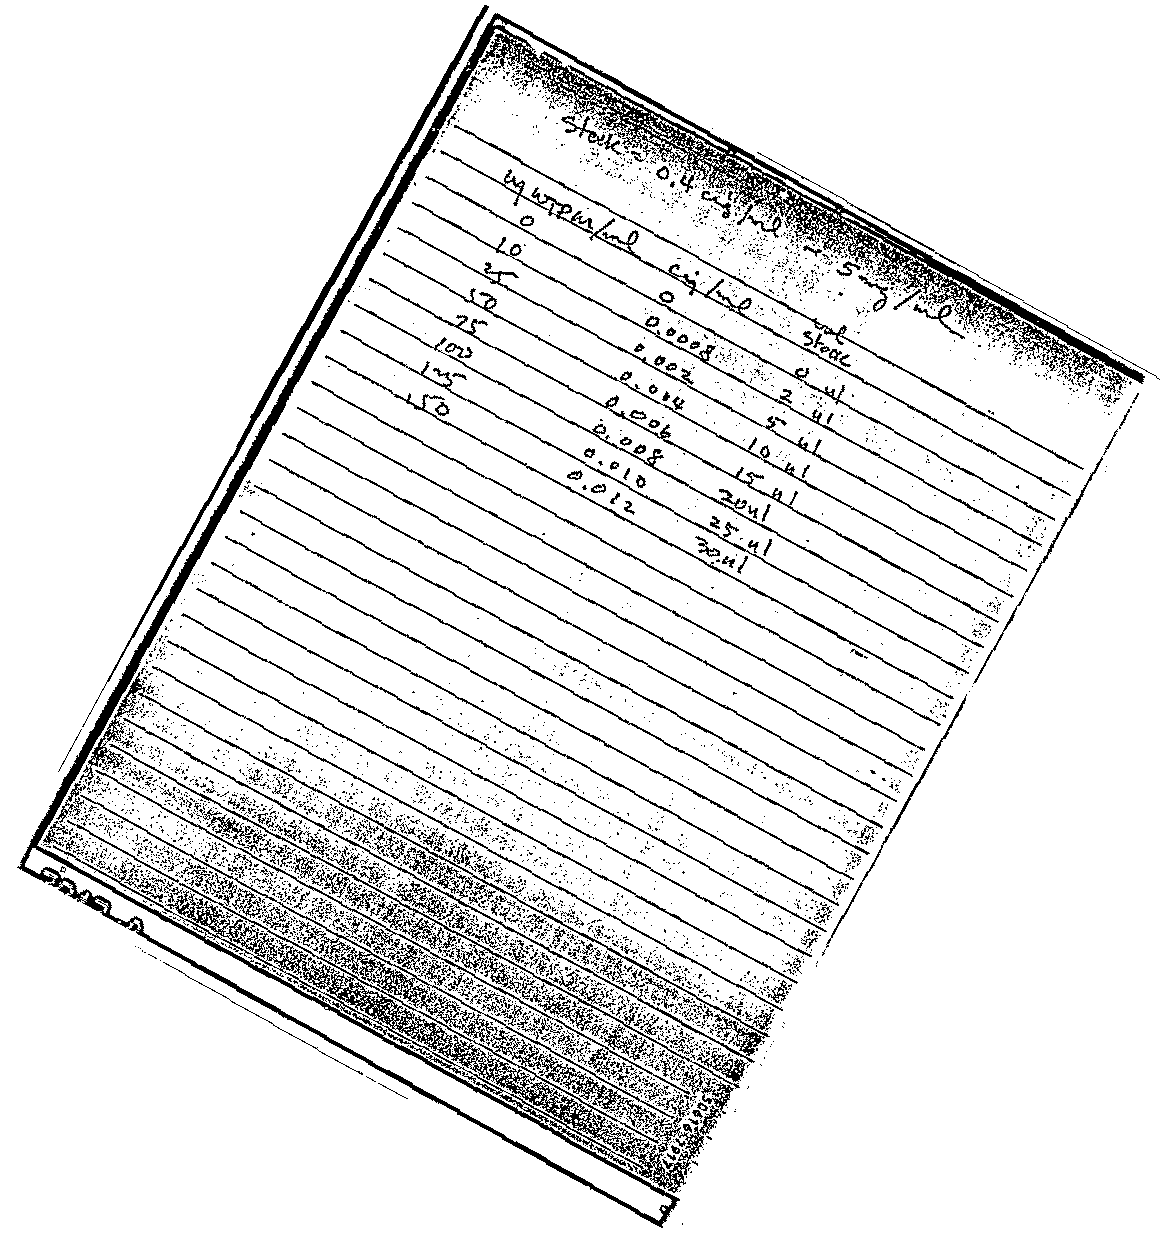 Stock = 0.4 cig/ml ~ 5 mg/ml
ug WTPM/ml cig/ml vol Stock
0 0 0 ul
10 0.0008 2 ul
25 0.002 5 ul
50 0.004 10 ul
75 0.006 15 ul
100 0.008 20 ul
125 0.010 25 ul
150 0.012 30 ul